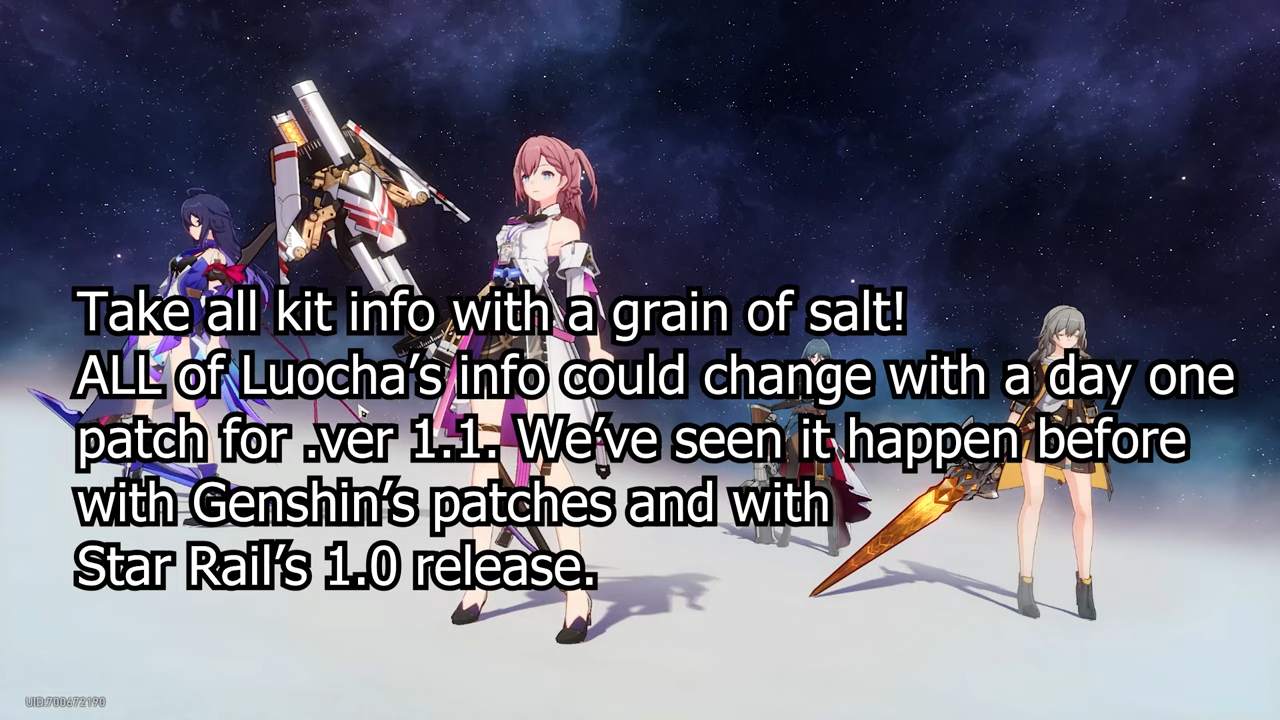 Take all kit info with a grain of salt!
ALL of Luocha’s info could change with a day one
patch for .ver 1.1. We’ve seen it happen before
with Genshin’s patches and with
Star Rail’s 1.0 release.
UID:700672190